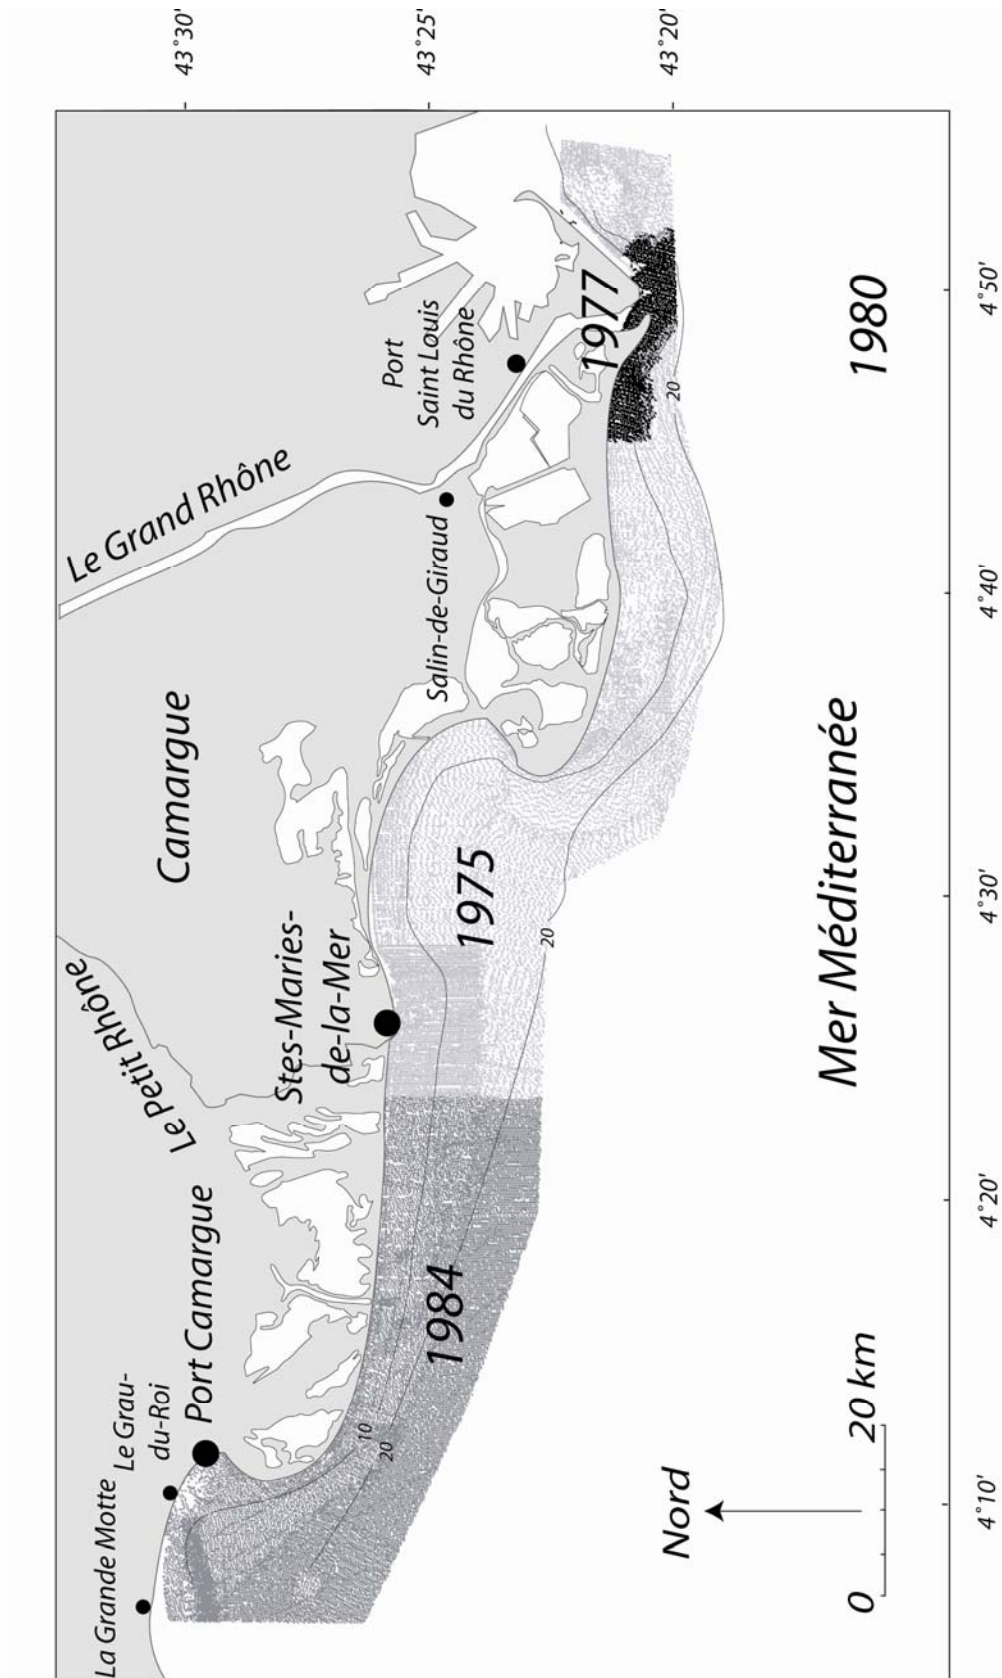 La Grande Motte
Le Grau-
du-Roi
Port Camargue
Le Petit Rhône
Stes-Maries-
de-la-Mer
Camargue
Le Grand Rhône
Salin-de-Giraud
Port
Saint Louis
du Rhône
1984
1975
1977
1980
10
20
20
20
Mer Méditerranée
Nord
0
20 km
43˚30'
43˚25'
43˚20'
4˚10'
4˚20'
4˚30'
4˚40'
4˚50'